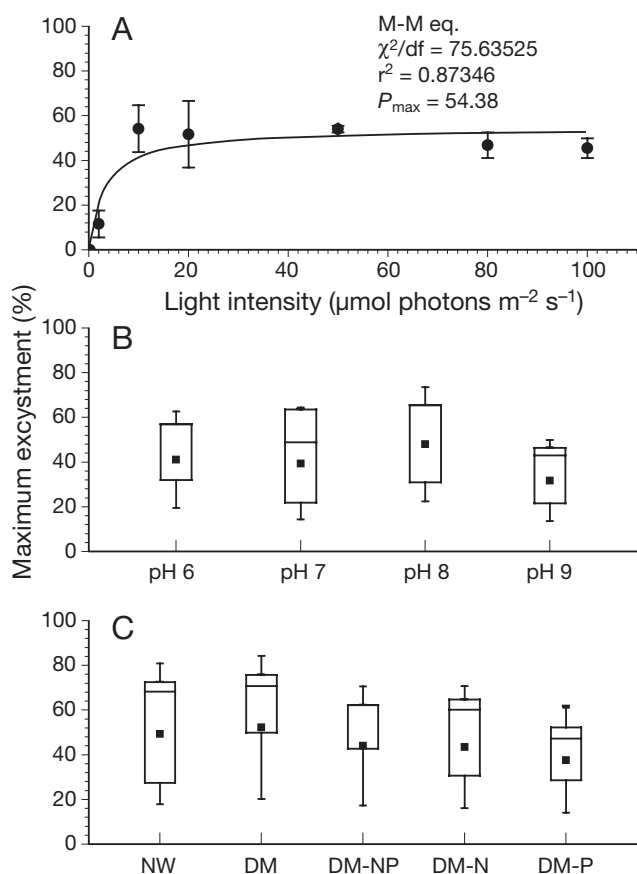 A
M-M eq.
χ²/df = 75.63525
r² = 0.87346
Pmax = 54.38
100
80
60
40
20
0
0 20 40 60 80 100
Light intensity (μmol photons m⁻² s⁻¹)
Maximum excystment (%)
B
100
80
60
40
20
0
pH 6 pH 7 pH 8 pH 9
C
100
80
60
40
20
0
NW DM DM-NP DM-N DM-P